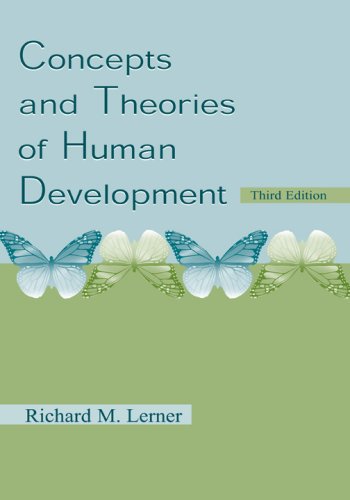 Concepts
and Theories
of Human
Development
Third Edition
Richard M. Lerner